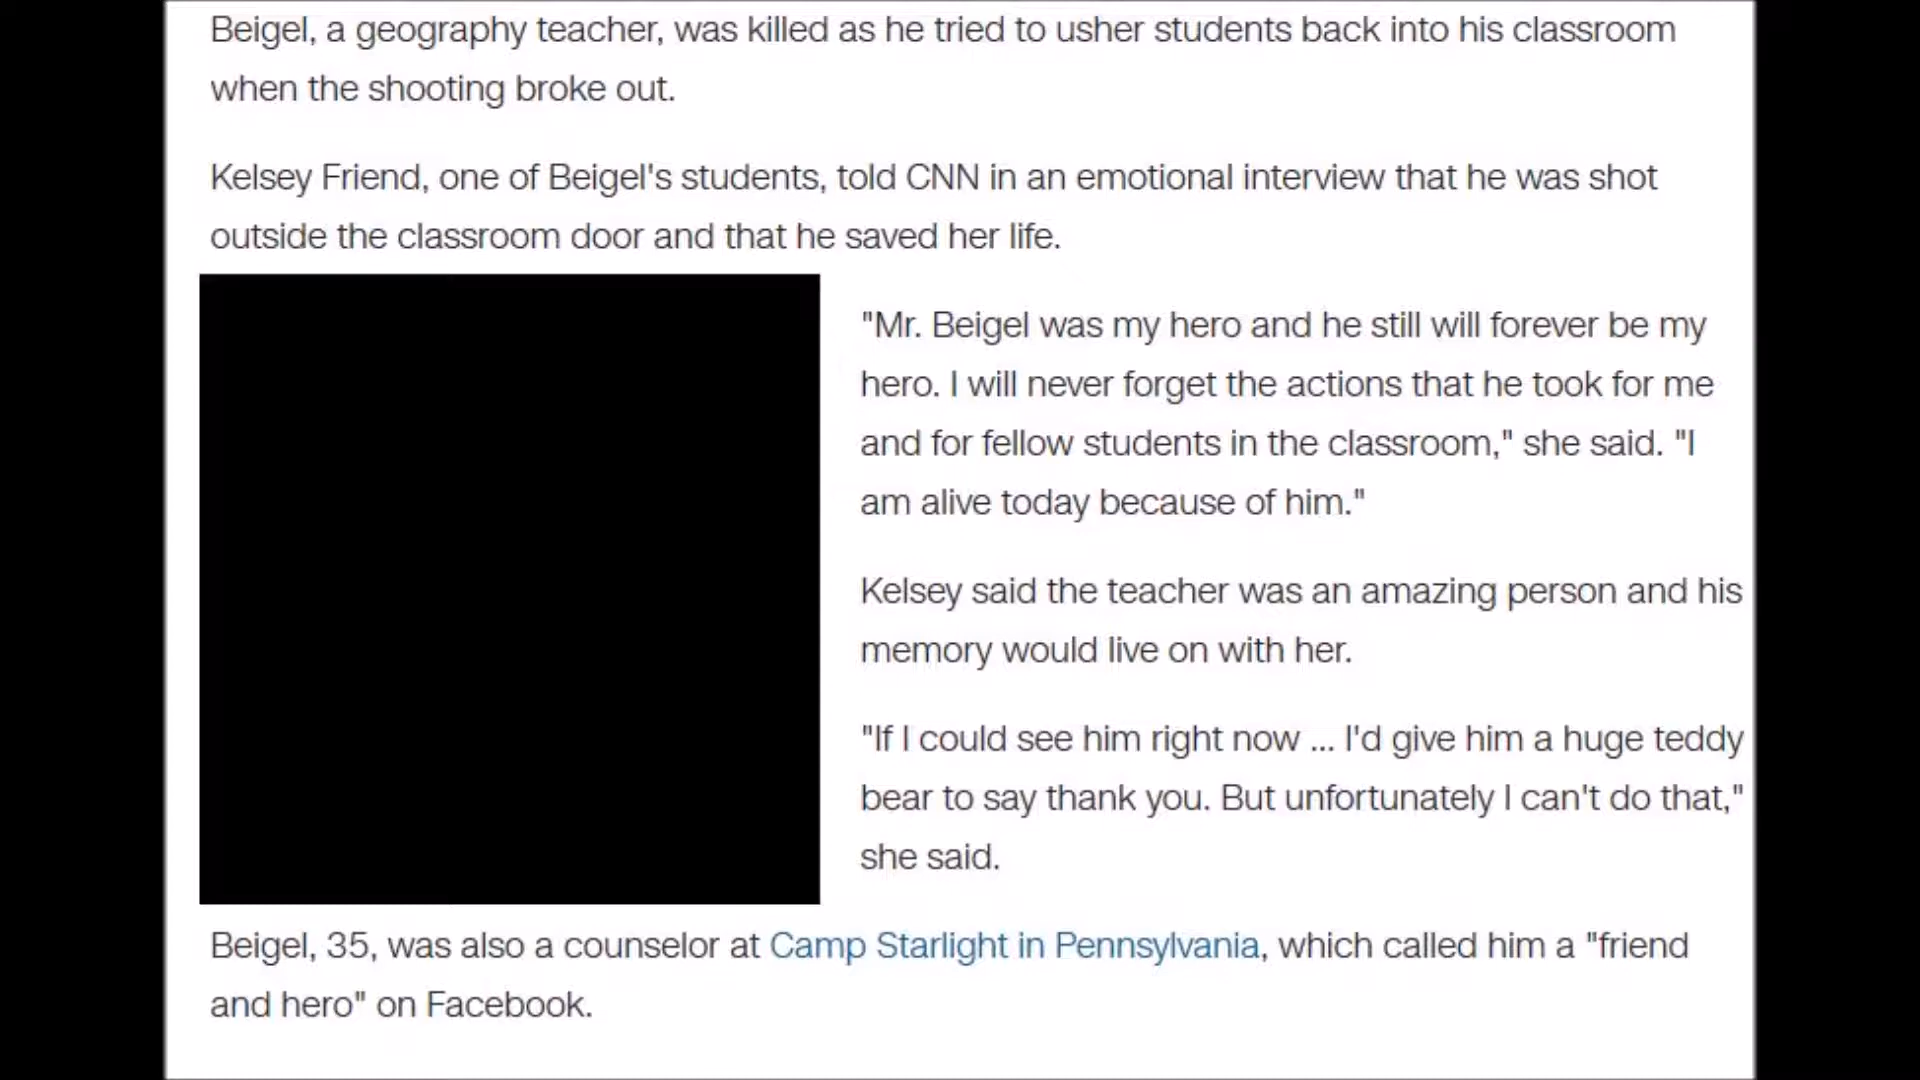 Beigel, a geography teacher, was killed as he tried to usher students back into his classroom
when the shooting broke out.
Kelsey Friend, one of Beigel's students, told CNN in an emotional interview that he was shot
outside the classroom door and that he saved her life.
"Mr. Beigel was my hero and he still will forever be my
hero. I will never forget the actions that he took for me
and for fellow students in the classroom," she said. "I
am alive today because of him."
Kelsey said the teacher was an amazing person and his
memory would live on with her.
"If I could see him right now ... I'd give him a huge teddy
bear to say thank you. But unfortunately I can't do that,"
she said.
Beigel, 35, was also a counselor at Camp Starlight in Pennsylvania, which called him a "friend
and hero" on Facebook.